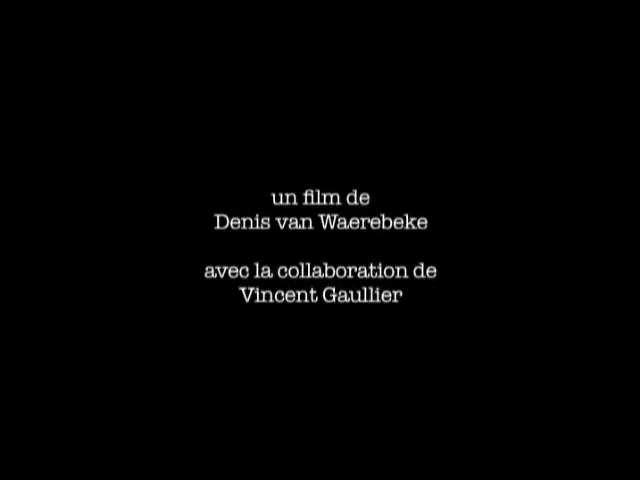 un film de
Denis van Waerebeke
avec la collaboration de
Vincent Gaullier